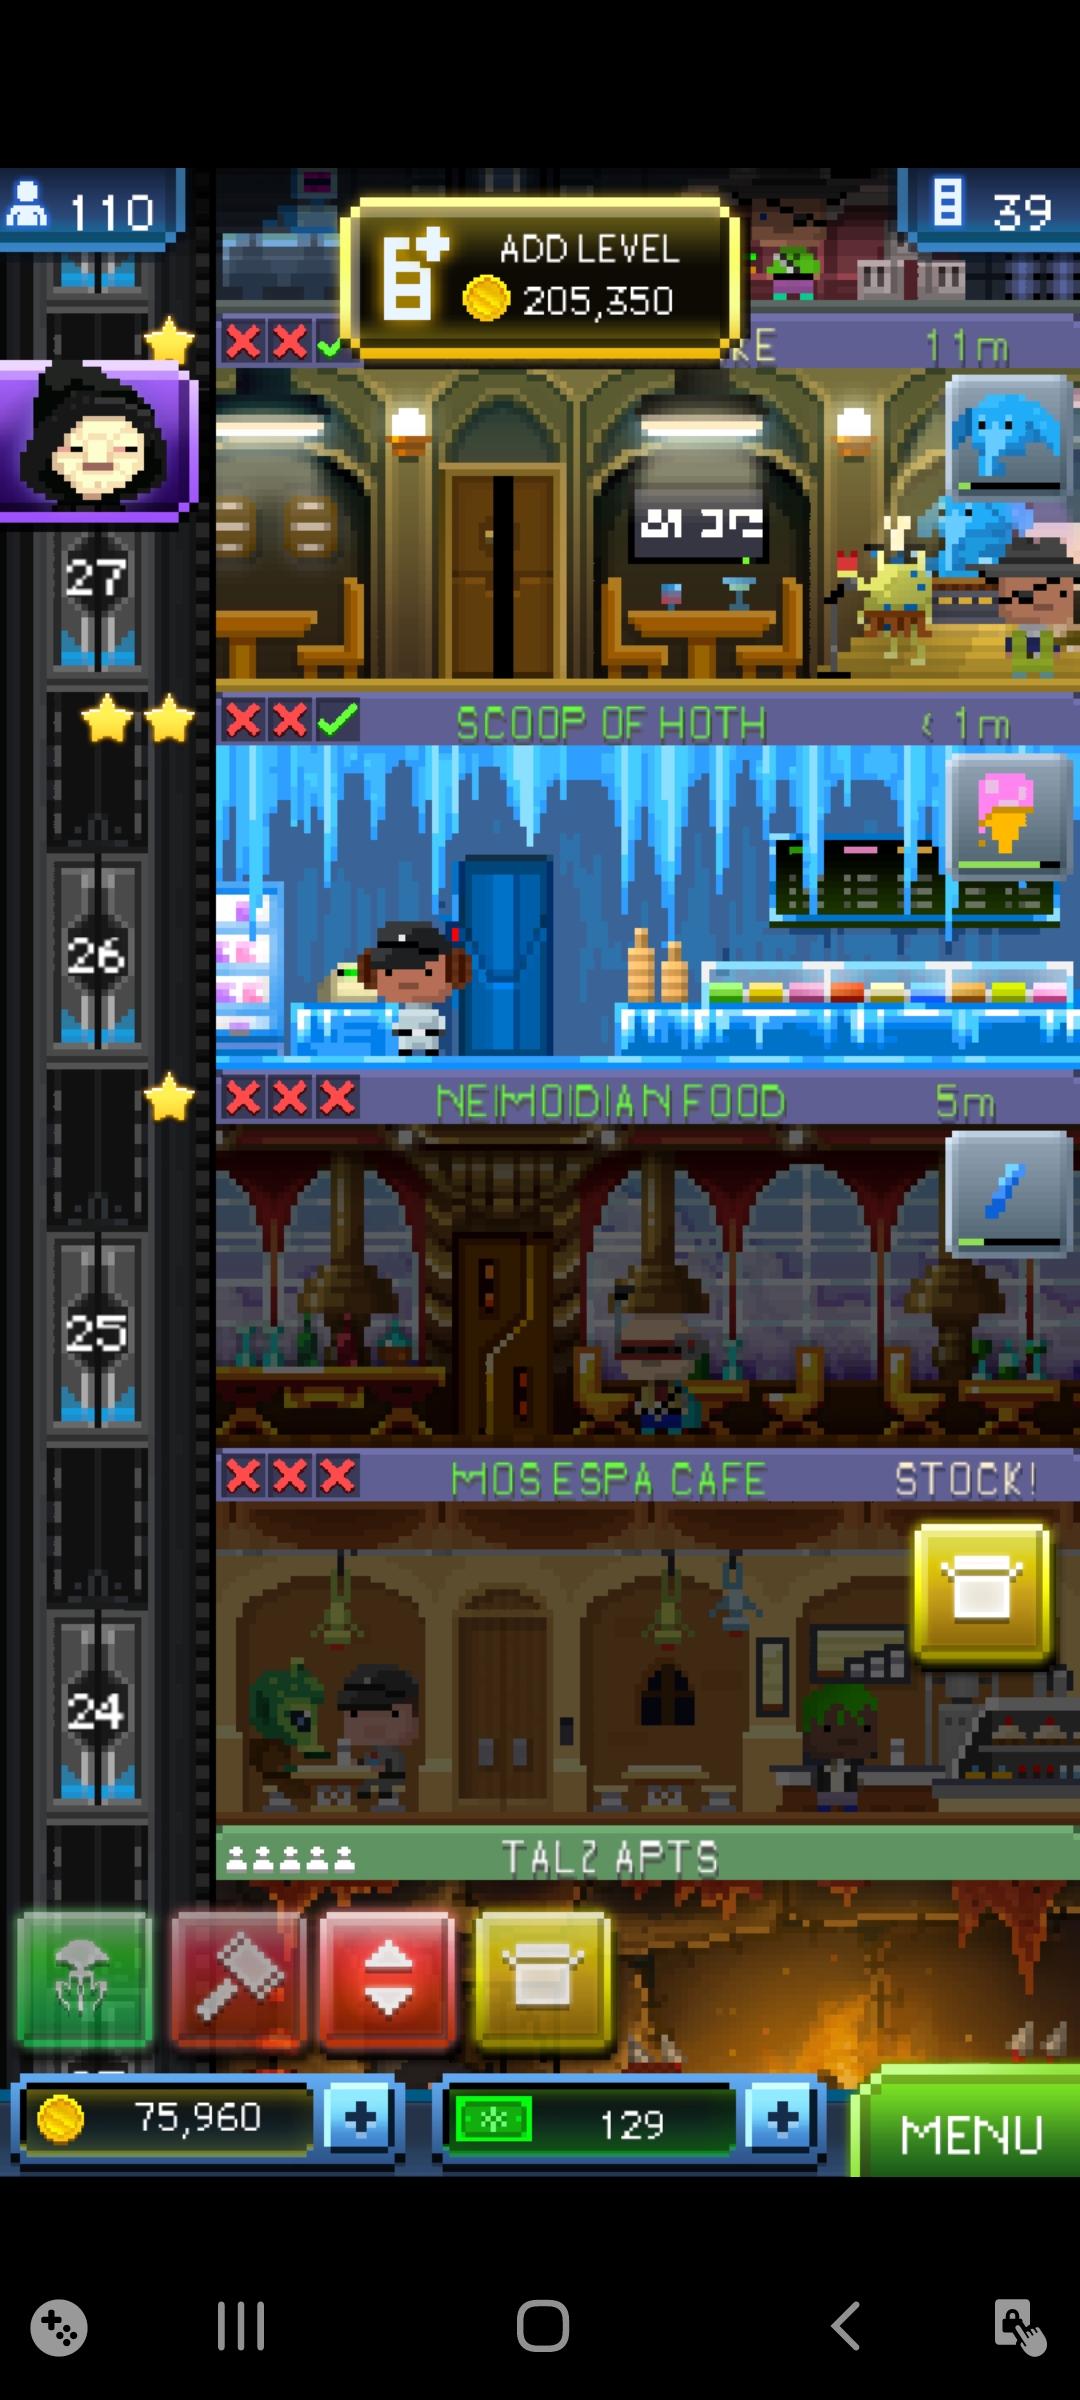 110
39
ADD LEVEL
205,350
KE 11m
27
SCOOP OF HOTH < 1m
26
NEIMOIDIAN FOOD 5m
25
MOS ESPA CAFE STOCK!
24
TALZ APTS
75,960
129
MENU